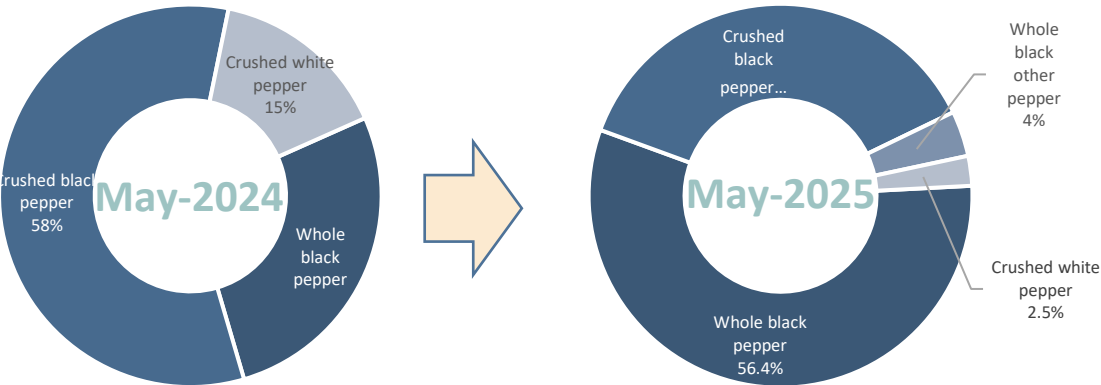 Crushed white
pepper
15%
Crushed black
pepper
58%
May-2024
Whole
black
pepper
Crushed
black
pepper...
Whole
black
other
pepper
4%
May-2025
Crushed white
pepper
2.5%
Whole black
pepper
56.4%